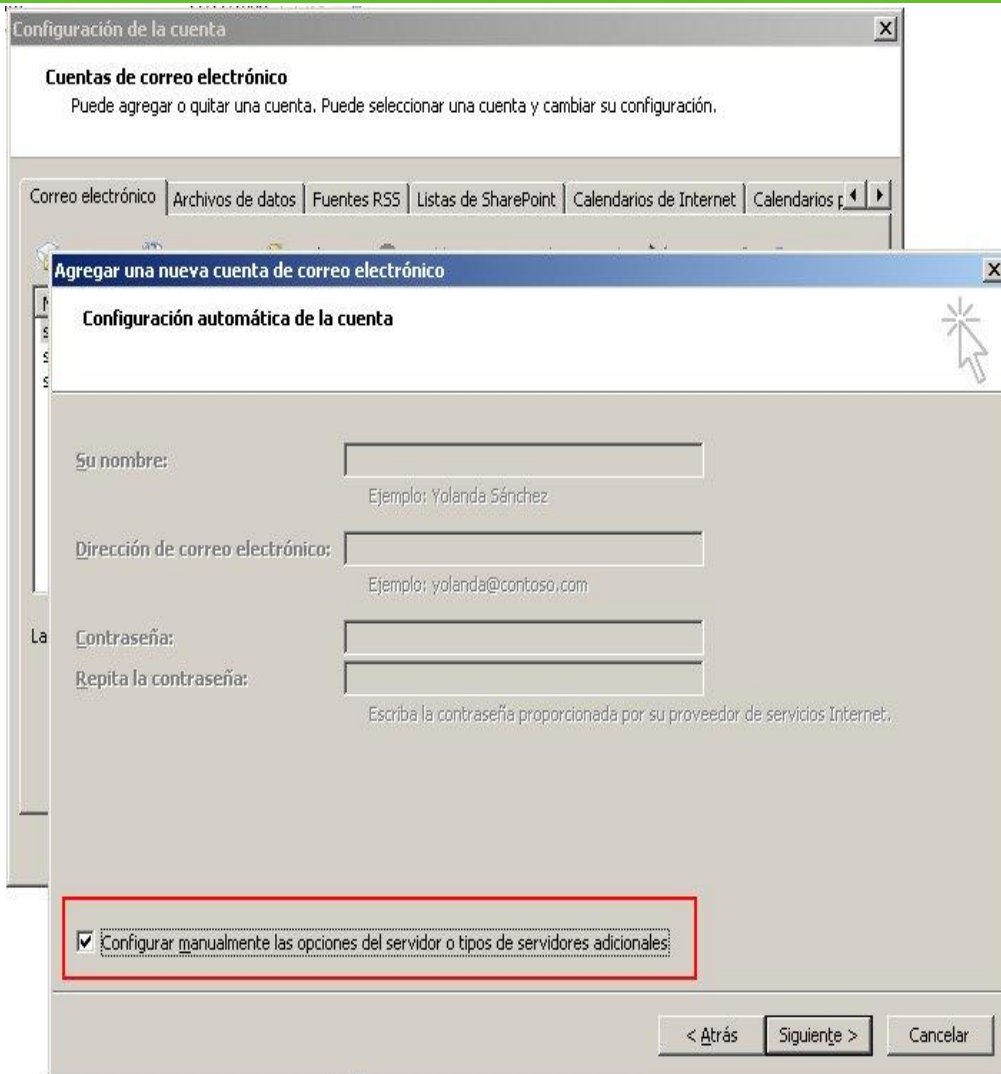 Configuración de la cuenta
Cuentas de correo electrónico
Puede agregar o quitar una cuenta. Puede seleccionar una cuenta y cambiar su configuración.
Correo electrónico Archivos de datos Fuentes RSS Listas de SharePoint Calendarios de Internet Calendarios
Agregar una nueva cuenta de correo electrónico
Configuración automática de la cuenta
Su nombre:
Ejemplo: Yolanda Sánchez
Dirección de correo electrónico:
Ejemplo: yolanda@contoso.com
La
Contraseña:
Repita la contraseña:
Escriba la contraseña proporcionada por su proveedor de servicios Internet.
Configurar manualmente las opciones del servidor o tipos de servidores adicionales
< Atrás Siguiente > Cancelar